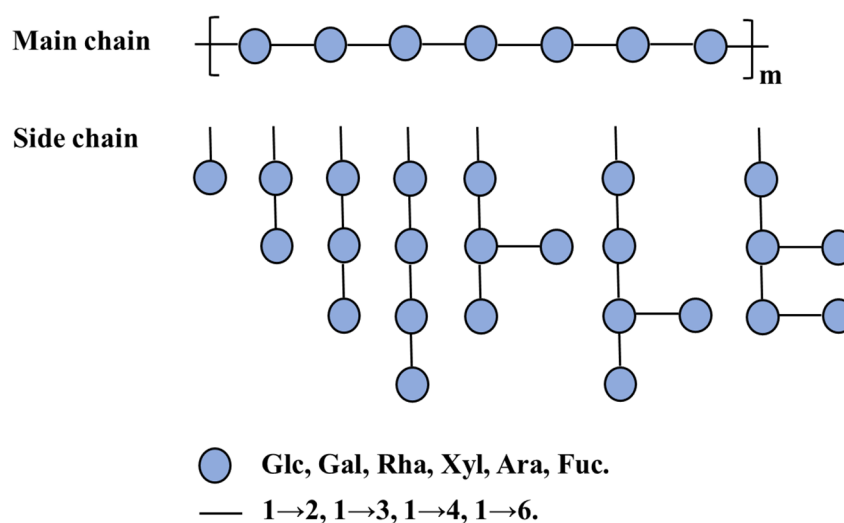 Main chain
m
Side chain
Glc, Gal, Rha, Xyl, Ara, Fuc.
1→2, 1→3, 1→4, 1→6.